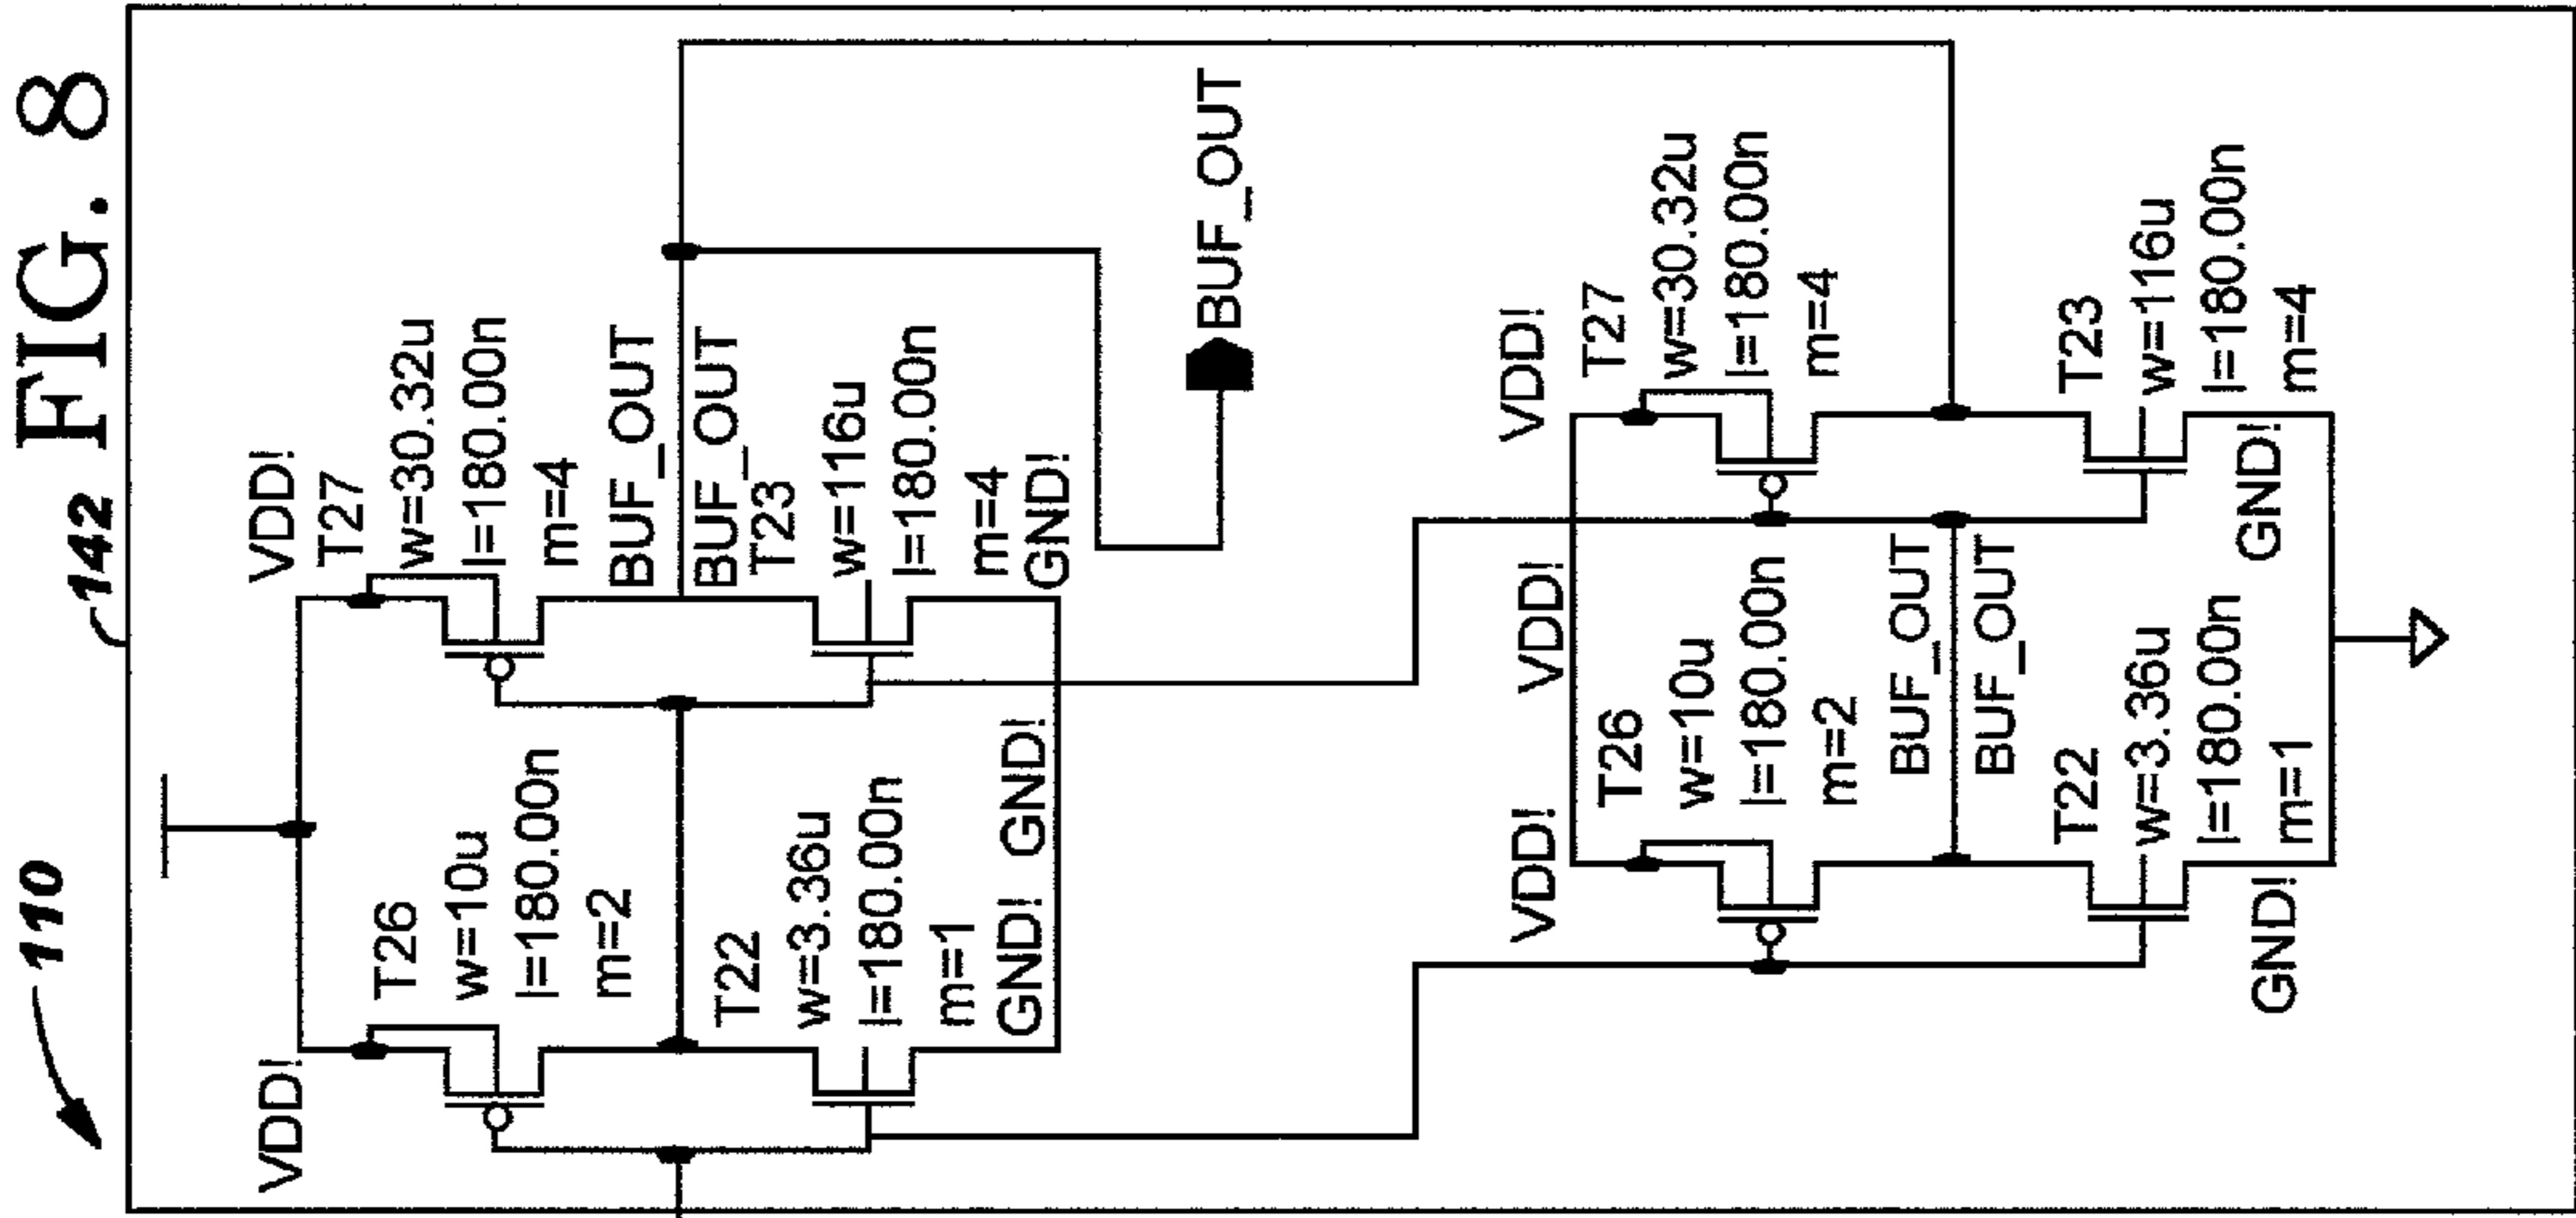 FIG. 8
110
142
VDD!
T26
w=10u
l=180.00n
m=2
T22
w=3.36u
l=180.00n
m=1
GND!
GND!
VDD!
T27
w=30.32u
l=180.00n
m=4
BUF_OUT
BUF_OUT
T23
w=116u
l=180.00n
m=4
GND!
BUF_OUT
VDD!
T26
w=10u
l=180.00n
m=2
BUF_OUT
BUF_OUT
T22
w=3.36u
l=180.00n
m=1
GND!
VDD!
VDD!
T27
w=30.32u
l=180.00n
m=4
T23
w=116u
l=180.00n
m=4
GND!